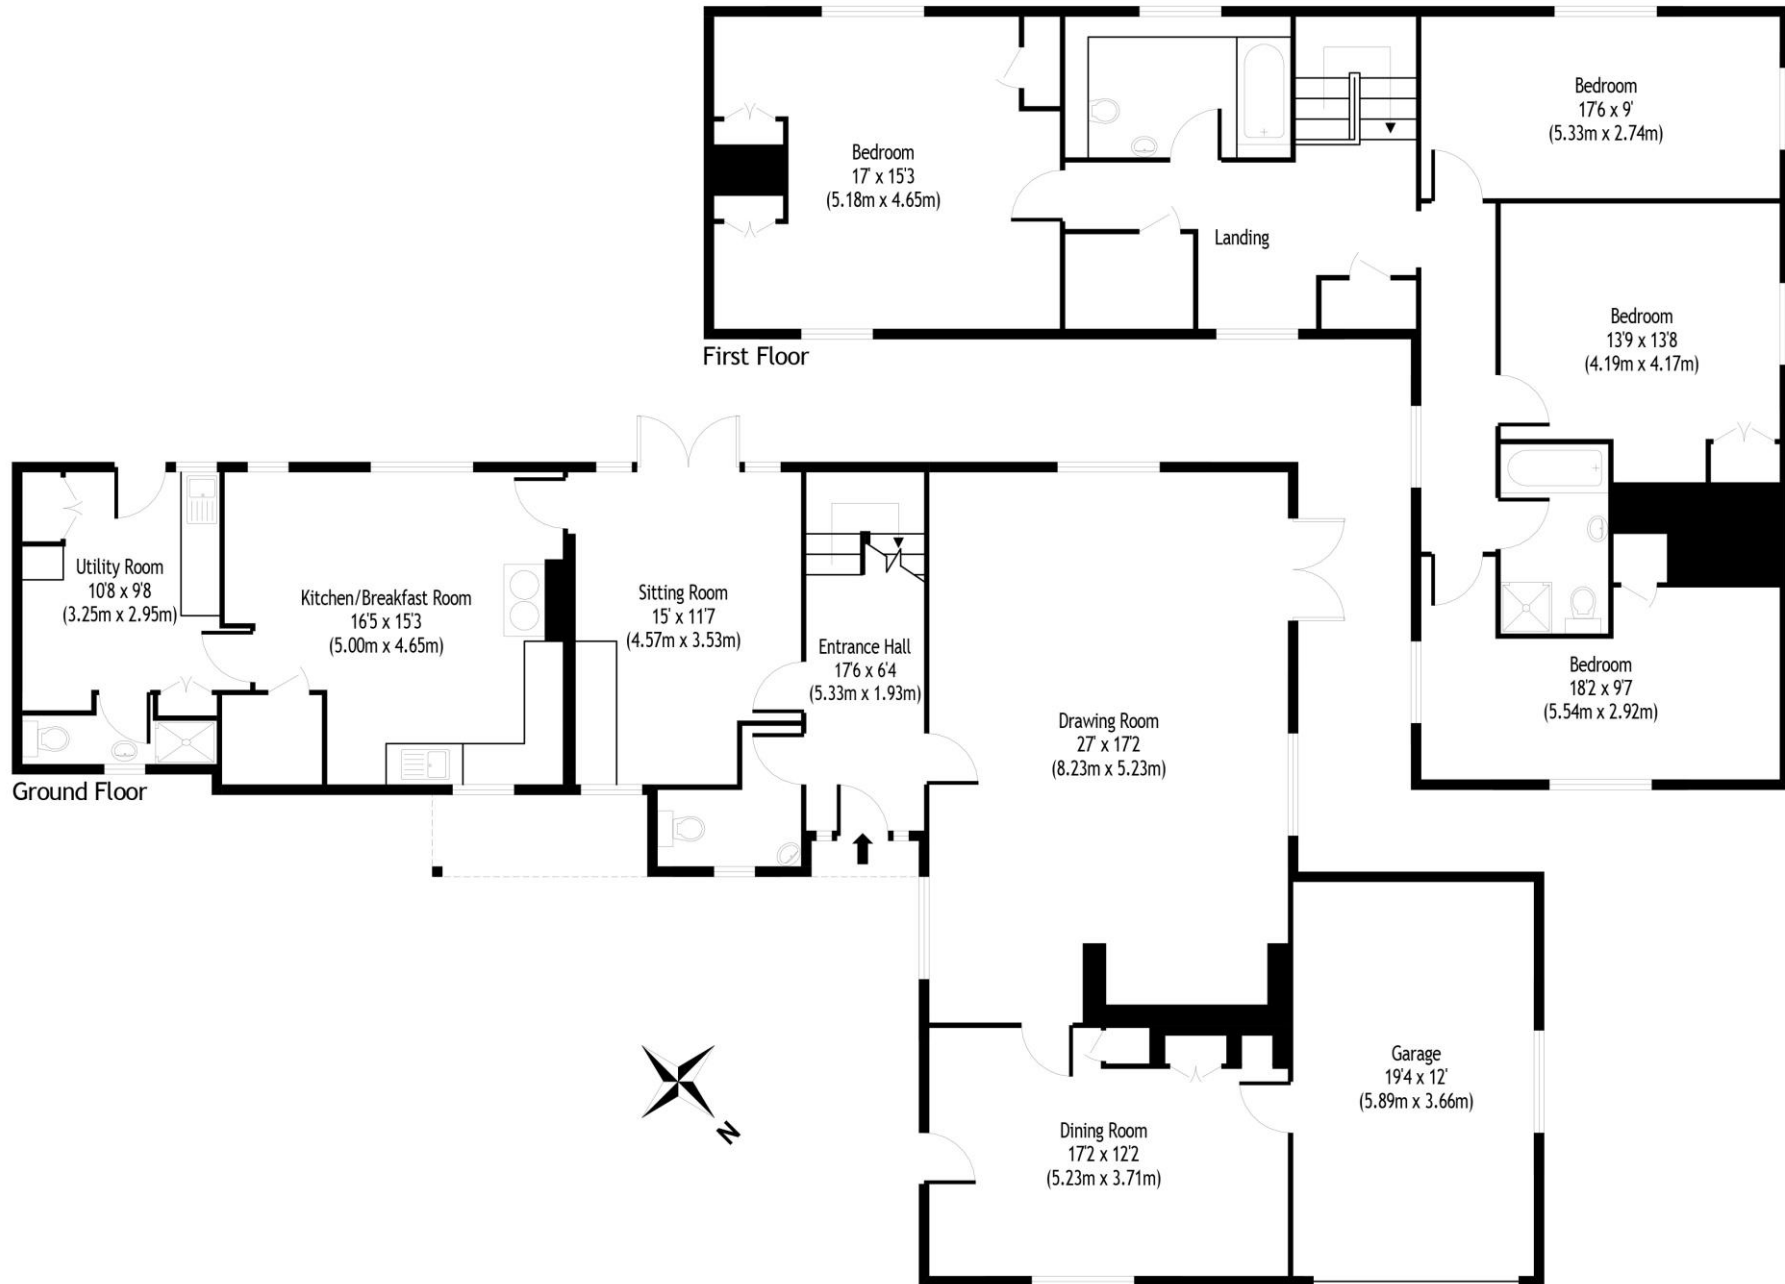 Bedroom
17'6 x 9'
(5.33m x 2.74m)
Bedroom
17' x 15'3
(5.18m x 4.65m)
Landing
Bedroom
13'9 x 13'8
(4.19m x 4.17m)
First Floor
Utility Room
10'8 x 9'8
(3.25m x 2.95m)
Kitchen/Breakfast Room
16'5 x 15'3
(5.00m x 4.65m)
Sitting Room
15' x 11'7
(4.57m x 3.53m)
Entrance Hall
17'6 x 6'4
(5.33m x 1.93m)
Bedroom
18'2 x 9'7
(5.54m x 2.92m)
Drawing Room
27' x 17'2
(8.23m x 5.23m)
Ground Floor
Garage
19'4 x 12'
(5.89m x 3.66m)
Dining Room
17'2 x 12'2
(5.23m x 3.71m)
N